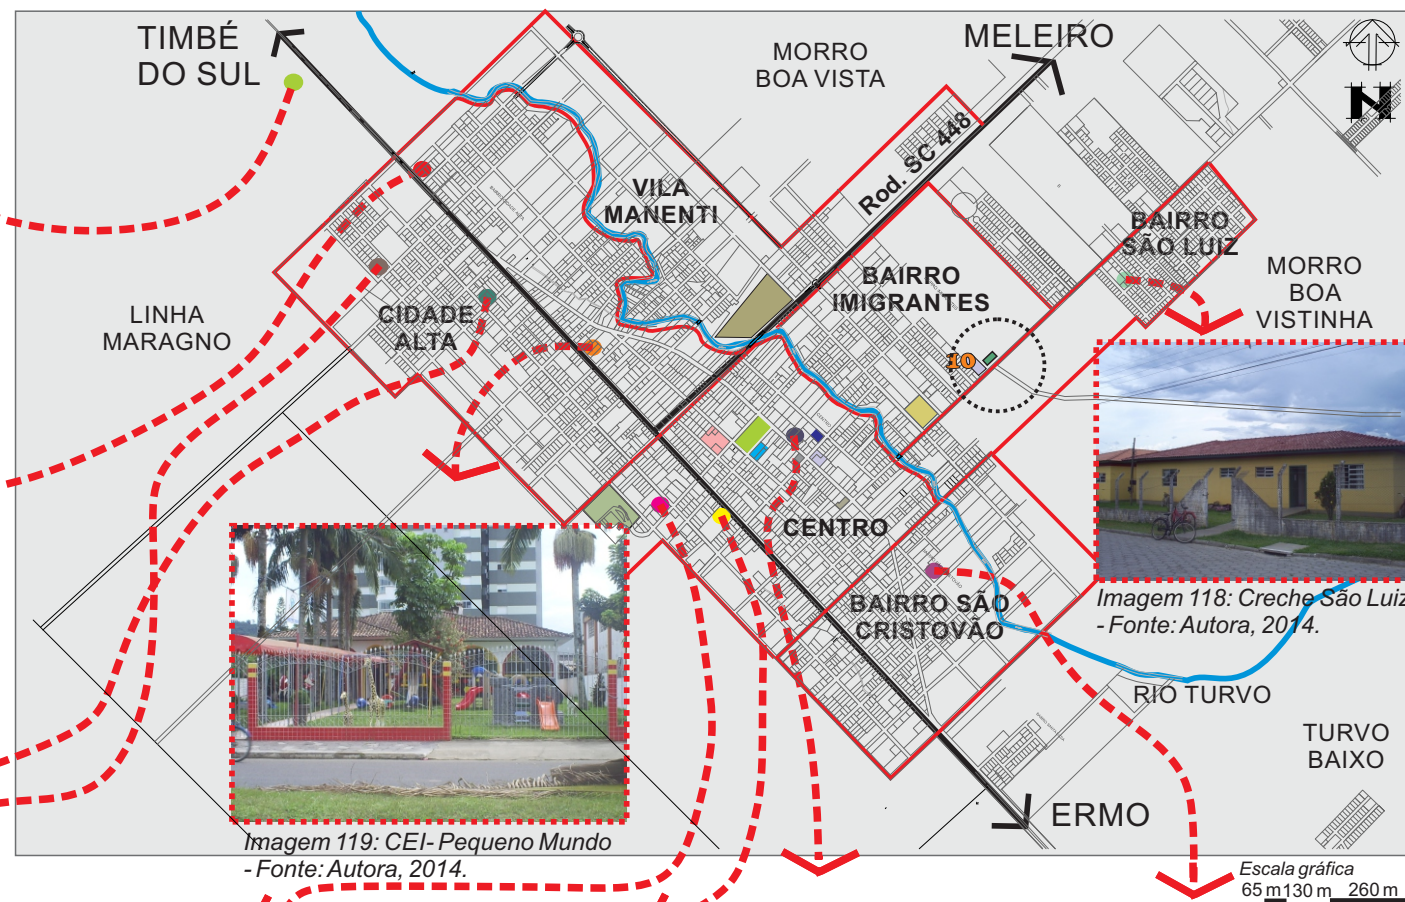 TIMBÉ
DO SUL
MORRO
BOA VISTA
MELEIRO
N
Rod. SC 448
VILA
MANENTI
BAIRRO
SÃO LUIZ
BAIRRO
IMIGRANTES
MORRO
BOA
VISTINHA
LINHA
MARAGNO
CIDADE
ALTA
10
CENTRO
BAIRRO SÃO
CRISTOVÃO
Imagem 118: Creche São Luiz
- Fonte: Autora, 2014.
RIO TURVO
TURVO
BAIXO
ERMO
Imagem 119: CEI- Pequeno Mundo
- Fonte: Autora, 2014.
Escala gráfica
65 m 130 m 260 m